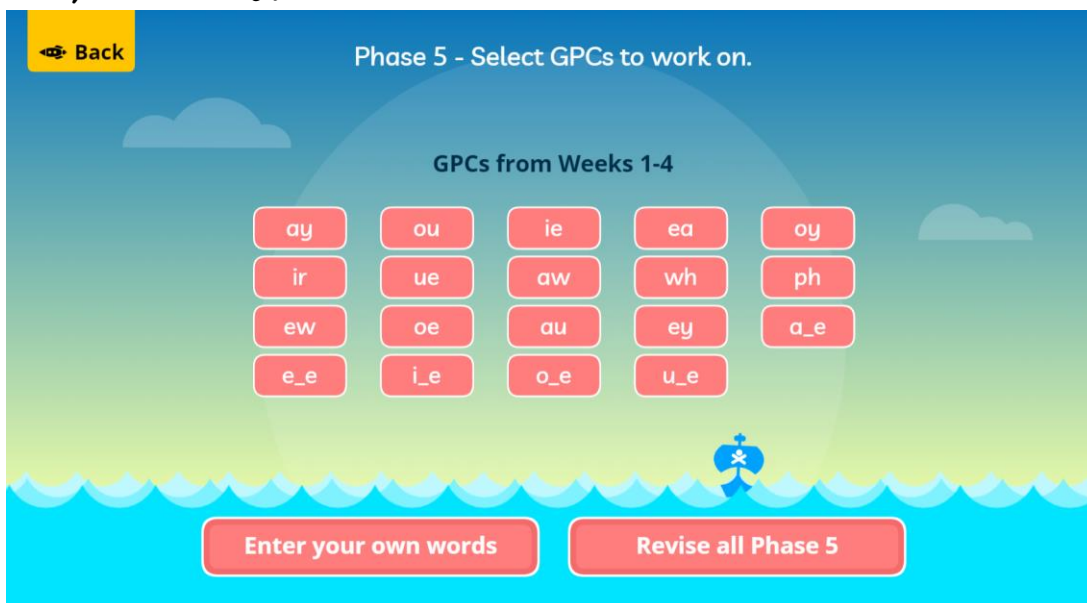 Back
Phase 5 - Select GPCs to work on.
GPCs from Weeks 1-4
ay ou ie ea oy
ir ue aw wh ph
ew oe au ey a_e
e_e i_e o_e u_e
Enter your own words Revise all Phase 5